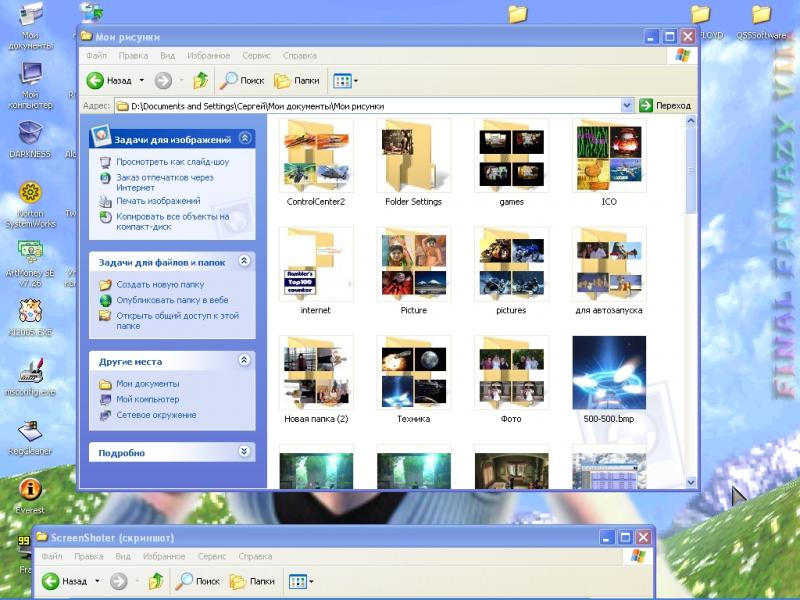 Мои документы
Мой компьютер
DARKNESS
Norton SystemWorks
ArtMoney SE v7.26
msconfig.exe
RegCleaner
Everest
Fra
QSSSoftware
FINAL FANTAZY VIII
Мои рисунки
Файл Правка Вид Избранное Сервис Справка
Назад Поиск Папки
Адрес: D:\Documents and Settings\Сергей\Мои документы\Мои рисунки Переход
Задачи для изображений
Просмотреть как слайд-шоу
Заказ отпечатков через
Интернет
Печать изображений
Копировать все объекты на
компакт-диск
Задачи для файлов и папок
Создать новую папку
Опубликовать папку в вебе
Открыть общий доступ к этой
папке
Другие места
Мои документы
Мой компьютер
Сетевое окружение
Подробно
ControlCenter2 Folder Settings games ICO
Rambler's
Top100
counter
internet Picture pictures для автозапуска
Новая папка (2) Техника Фото 500-500.bmp
ScreenShoter (скриншот)
Файл Правка Вид Избранное Сервис Справка
Назад Поиск Папки